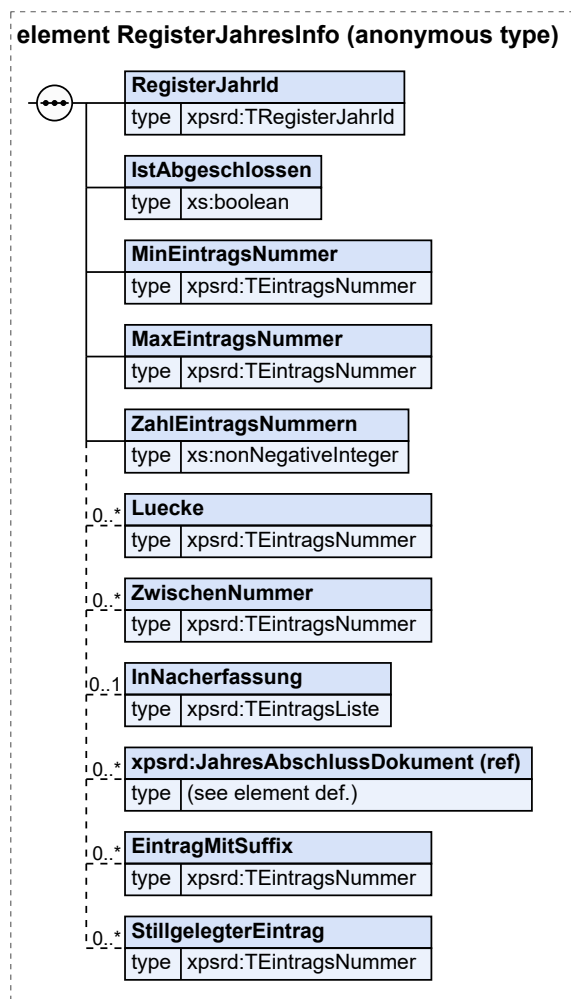 element RegisterJahresInfo (anonymous type)
RegisterJahrId
type xpsrd:TRegisterJahrId
IstAbgeschlossen
type xs:boolean
MinEintragsNummer
type xpsrd:TEintragsNummer
MaxEintragsNummer
type xpsrd:TEintragsNummer
ZahlEintragsNummern
type xs:nonNegativeInteger
0..* Luecke
type xpsrd:TEintragsNummer
0..* ZwischenNummer
type xpsrd:TEintragsNummer
0..1 InNacherfassung
type xpsrd:TEintragsListe
0..* xpsrd:JahresAbschlussDokument (ref)
type (see element def.)
0..* EintragMitSuffix
type xpsrd:TEintragsNummer
0..* StillgelegterEintrag
type xpsrd:TEintragsNummer